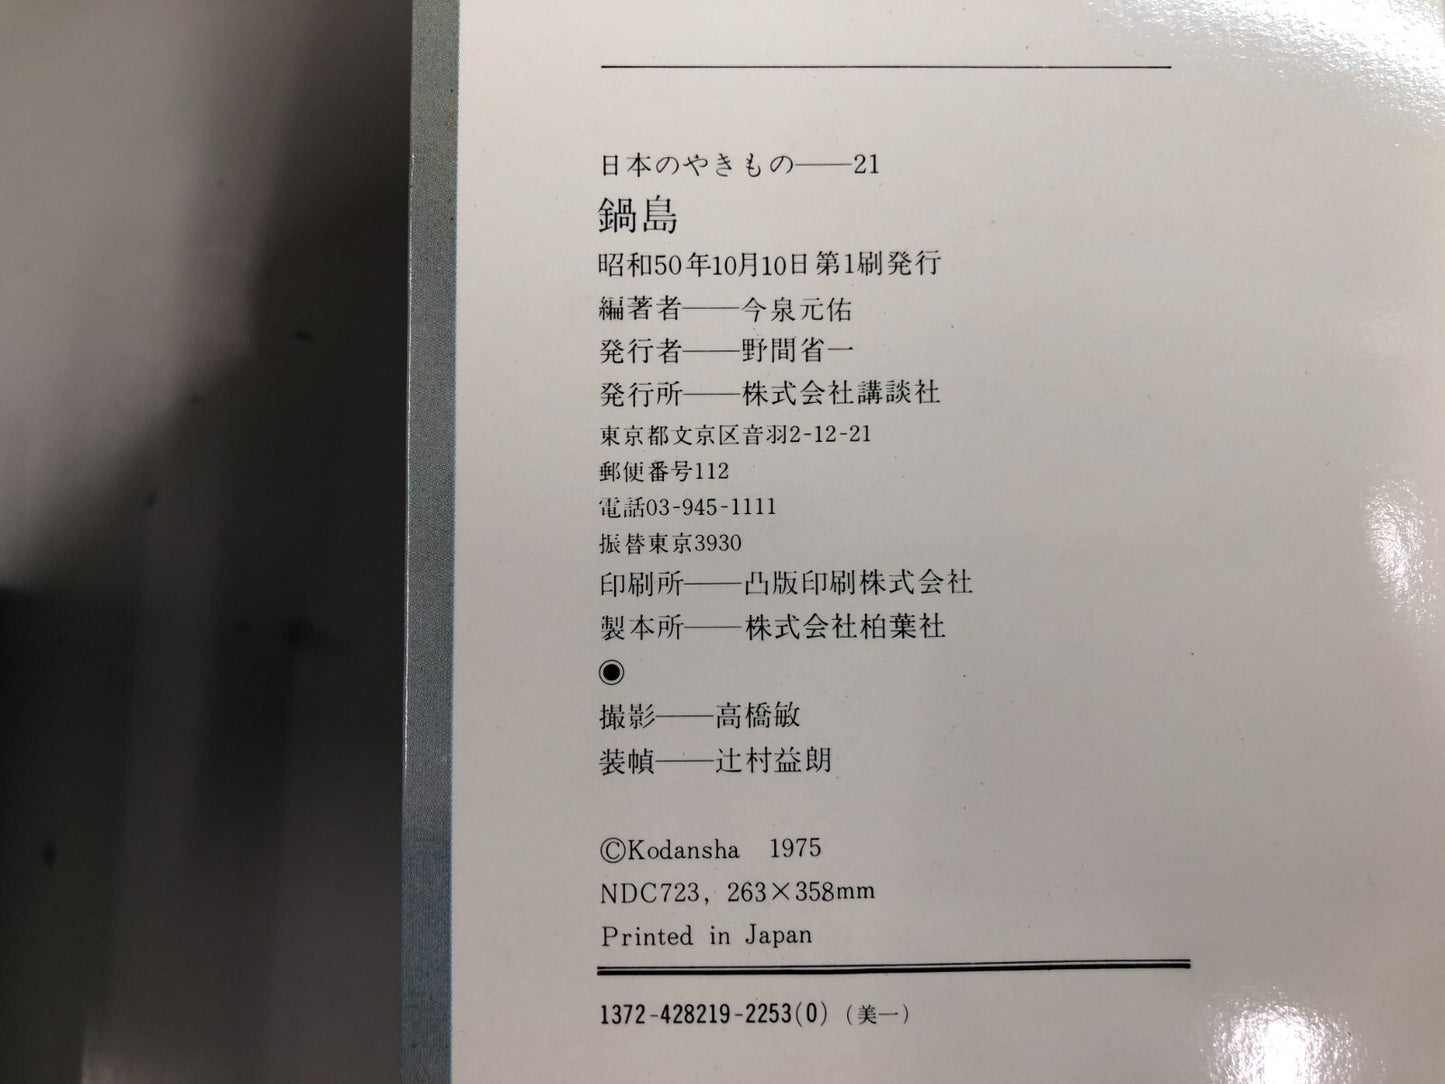 日本のやきもの——21
鍋島
昭和50年10月10日第1刷発行
編著者——今泉元佑
発行者——野間省一
発行所——株式会社講談社
東京都文京区音羽2-12-21
郵便番号112
電話03-945-1111
振替東京3930
印刷所——凸版印刷株式会社
製本所——株式会社柏葉社
◉
撮影——高橋敏
装幀——辻村益朗
©Kodansha 1975
NDC723, 263×358mm
Printed in Japan
1372-428219-2253(0)(美一)